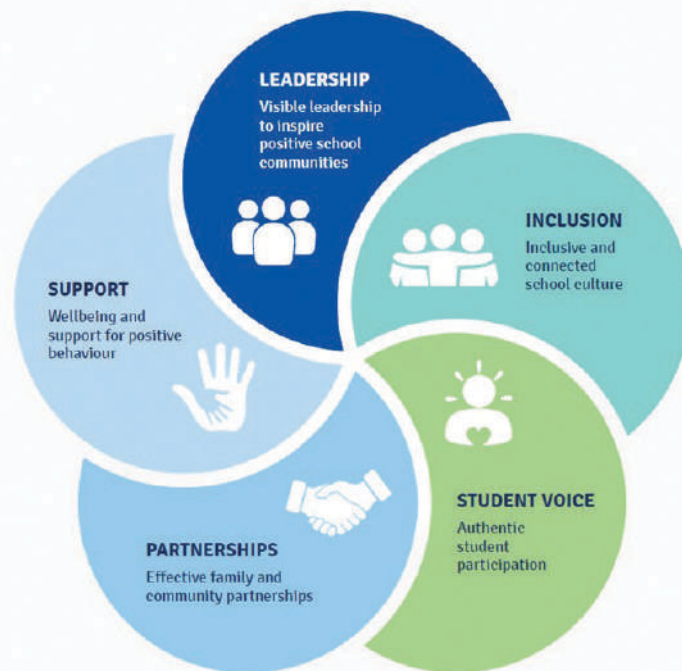 LEADERSHIP
Visible leadership
to inspire
positive school
communities
INCLUSION
Inclusive and
connected
school culture
STUDENT VOICE
Authentic
student
participation
PARTNERSHIPS
Effective family and
community partnerships
SUPPORT
Wellbeing and
support for positive
behaviour